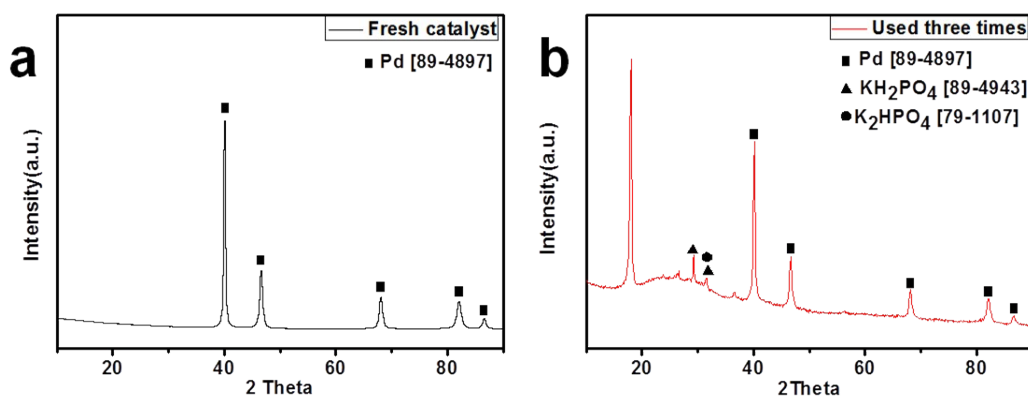 a
Fresh catalyst
■ Pd [89-4897]
Intensity(a.u.)
20 40 60 80
2 Theta
b
Used three times
■ Pd [89-4897]
▲ KH₂PO₄ [89-4943]
● K₂HPO₄ [79-1107]
Intensity(a.u.)
20 40 60 80
2Theta